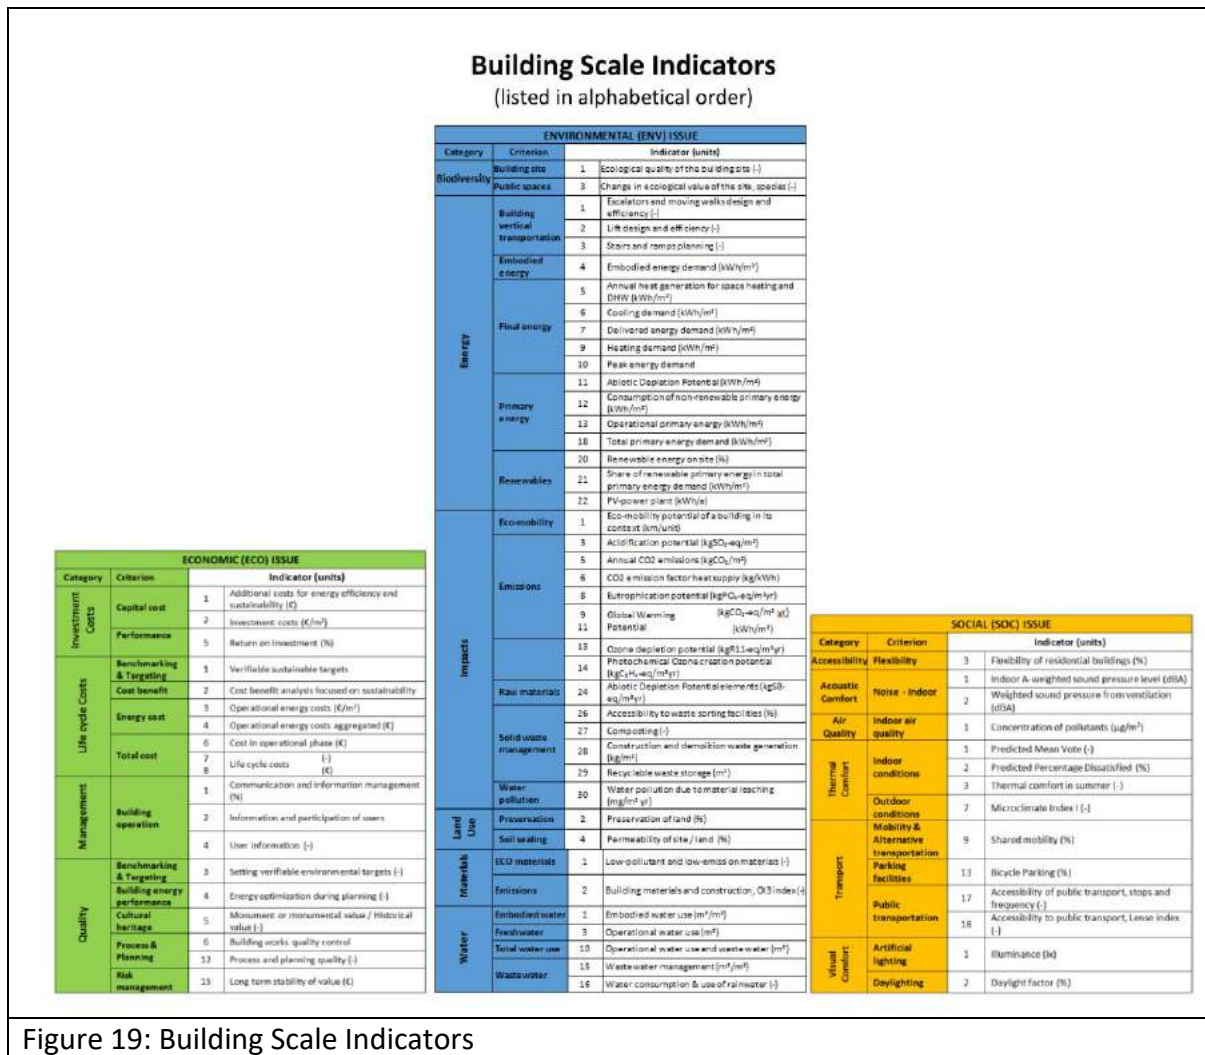 Building Scale Indicators
(listed in alphabetical order)
ENVIRONMENTAL (ENV) ISSUE
Category Criterion Indicator (units)
Biodiversity
Building site 1 Ecological quality of the building site (-)
Public spaces 3 Change in ecological value of the site, species (-)
Energy
Building vertical transportation
1 Escalators and moving walks design and efficiency (-)
2 Lift design and efficiency (-)
3 Stairs and ramps planning (-)
Embodied energy 4 Embodied energy demand (kWh/m²)
Final energy
5 Annual heat generation for space heating and DHW (kWh/m²)
6 Cooling demand (kWh/m²)
7 Delivered energy demand (kWh/m²)
9 Heating demand (kWh/m²)
10 Peak energy demand
Primary energy
11 Abiotic Depletion Potential (kWh/m²)
12 Consumption of non-renewable primary energy (kWh/m²)
13 Operational primary energy (kWh/m²)
18 Total primary energy demand (kWh/m²)
Renewables
20 Renewable energy on site (%)
21 Share of renewable primary energy in total primary energy demand (kWh/m²)
22 PV-power plant (kWh/a)
Impacts
Eco-mobility 1 Eco-mobility potential of a building in its context (km/unit)
Emissions
3 Acidification potential (kgSO₂-eq/m²)
5 Annual CO2 emissions (kgCO₂/m²)
6 CO2 emission factor heat supply (kg/kWh)
8 Eutrophication potential (kgPO₄-eq/m²yr)
9 Global Warming (kgCO₂-eq/m² yr)
11 Potential (kWh/m²)
13 Ozone depletion potential (kgR11-eq/m²yr)
14 Photochemical Ozone creation potential (kgC₂H₄-eq/m²yr)
Raw materials 24 Abiotic Depletion Potential elements (kgSB-eq/m²yr)
Solid waste management
26 Accessibility to waste sorting facilities (%)
27 Composting (-)
28 Construction and demolition waste generation (kg/m²)
29 Recyclable waste storage (m²)
Water pollution 30 Water pollution due to material leaching (mg/m² yr)
Land Use
Preservation 2 Preservation of land (%)
Soil sealing 4 Permeability of site / land (%)
Materials
ECO materials 1 Low-pollutant and low-emission materials (-)
Emissions 2 Building materials and construction, OI3 index (-)
Water
Embodied water 1 Embodied water use (m³/m²)
Freshwater 3 Operational water use (m³)
Total water use 10 Operational water use and waste water (m³)
Wastewater
15 Wastewater management (m³/m²)
16 Water consumption & use of rainwater (-)
ECONOMIC (ECO) ISSUE
Category Criterion Indicator (units)
Investment Costs
Capital cost
1 Additional costs for energy efficiency and sustainability (€)
2 Investment costs (€/m²)
Performance 5 Return on Investment (%)
Life cycle Costs
Benchmarking & Targeting 1 Verifiable sustainable targets
Cost benefit 2 Cost benefit analysis focused on sustainability
Energy cost
3 Operational energy costs (€/m²)
4 Operational energy costs aggregated (€)
Total cost
6 Cost in operational phase (€)
7 Life cycle costs (-)
8 (€)
Management
Building operation
1 Communication and information management (%)
2 Information and participation of users
4 User information (-)
Quality
Benchmarking & Targeting 3 Setting verifiable environmental targets (-)
Building energy performance 4 Energy optimization during planning (-)
Cultural heritage 5 Monument or monumental value / Historical value (-)
Process & Planning
6 Building works quality control
12 Process and planning quality (-)
Risk management 15 Long term stability of value (€)
SOCIAL (SOC) ISSUE
Category Criterion Indicator (units)
Accessibility Flexibility 3 Flexibility of residential buildings (%)
Acoustic Comfort
Noise - Indoor
1 Indoor A-weighted sound pressure level (dBA)
2 Weighted sound pressure from ventilation (dBA)
Air Quality Indoor air quality 1 Concentration of pollutants (μg/m³)
Thermal Comfort
Indoor conditions
1 Predicted Mean Vote (-)
2 Predicted Percentage Dissatisfied (%)
3 Thermal comfort in summer (-)
Outdoor conditions 7 Microclimate Index I (-)
Transport
Mobility & Alternative transportation 9 Shared mobility (%)
Parking facilities 13 Bicycle Parking (%)
Public transportation
17 Accessibility of public transport, stops and frequency (-)
18 Accessibility to public transport, Lense index (-)
Visual Comfort
Artificial lighting 1 Illuminance (lx)
Daylighting 2 Daylight factor (%)
Figure 19: Building Scale Indicators